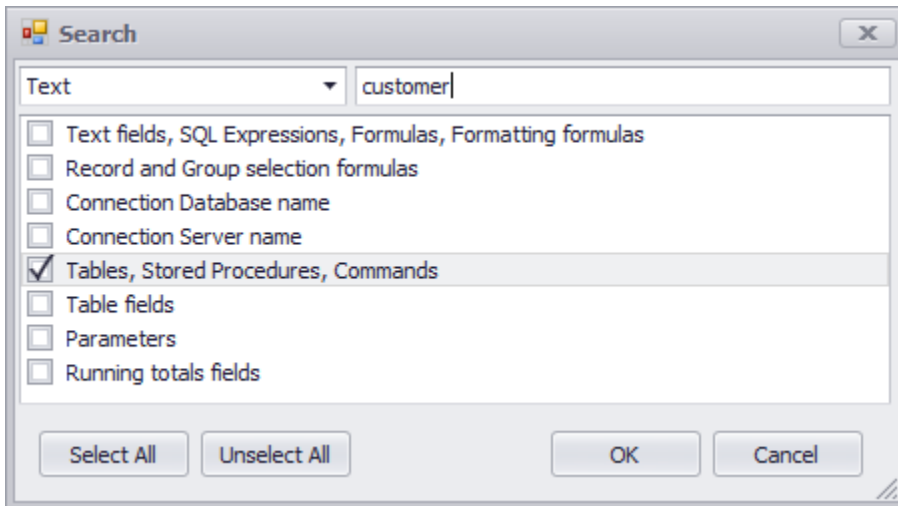 Search
Text customer
Text fields, SQL Expressions, Formulas, Formatting formulas
Record and Group selection formulas
Connection Database name
Connection Server name
Tables, Stored Procedures, Commands
Table fields
Parameters
Running totals fields
Select All Unselect All OK Cancel